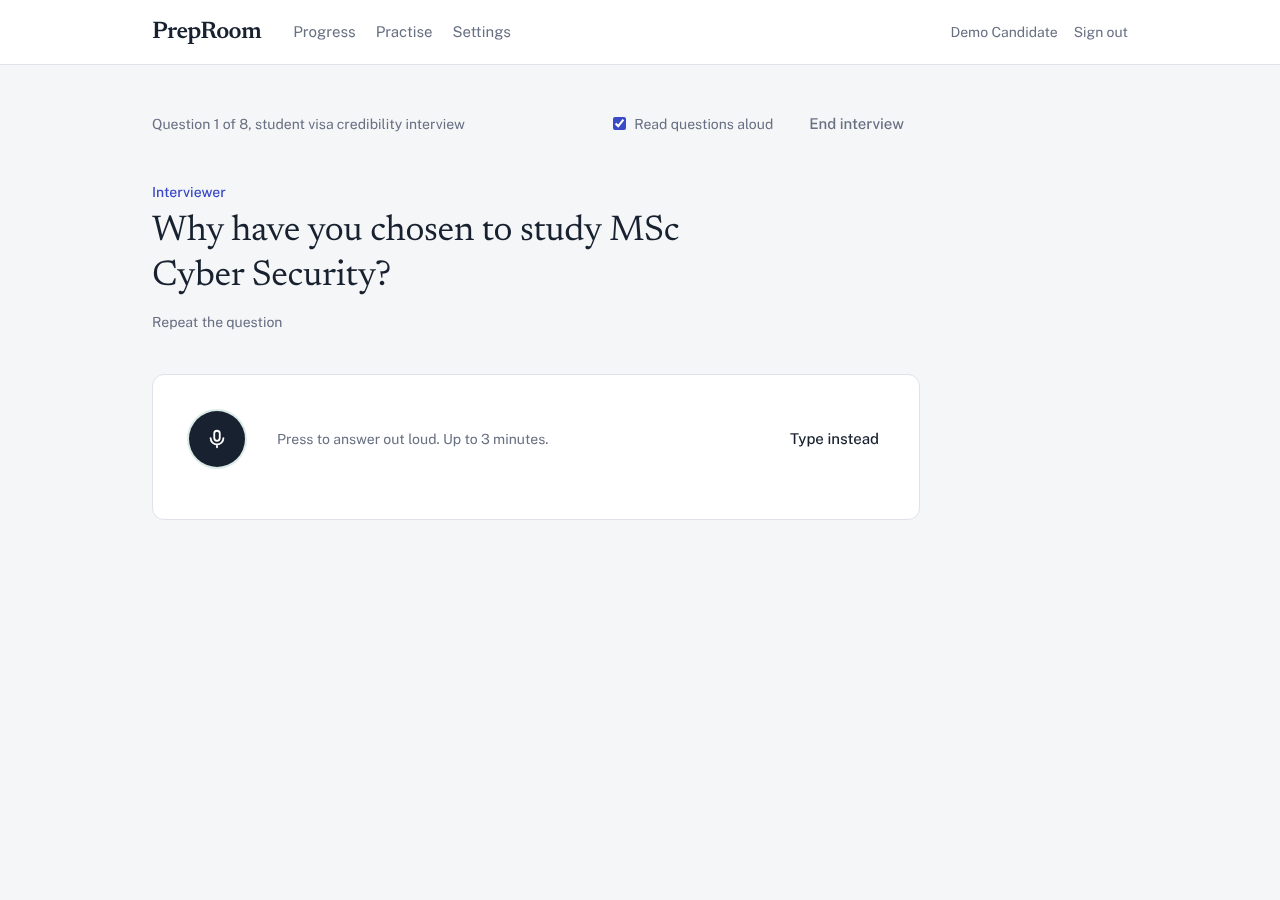 PrepRoom Progress Practise Settings Demo Candidate Sign out
Question 1 of 8, student visa credibility interview Read questions aloud End interview
Interviewer
Why have you chosen to study MSc
Cyber Security?
Repeat the question
Press to answer out loud. Up to 3 minutes. Type instead